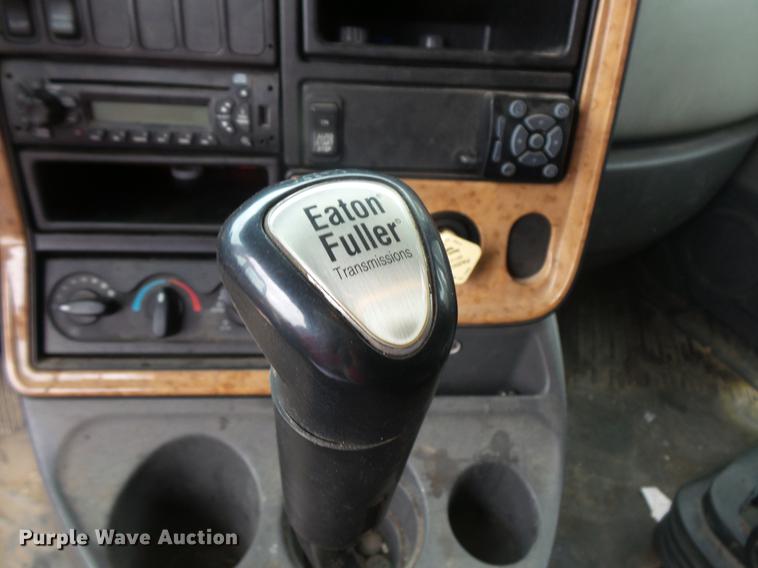 Eaton®
Fuller®
Transmissions
Purple Wave Auction